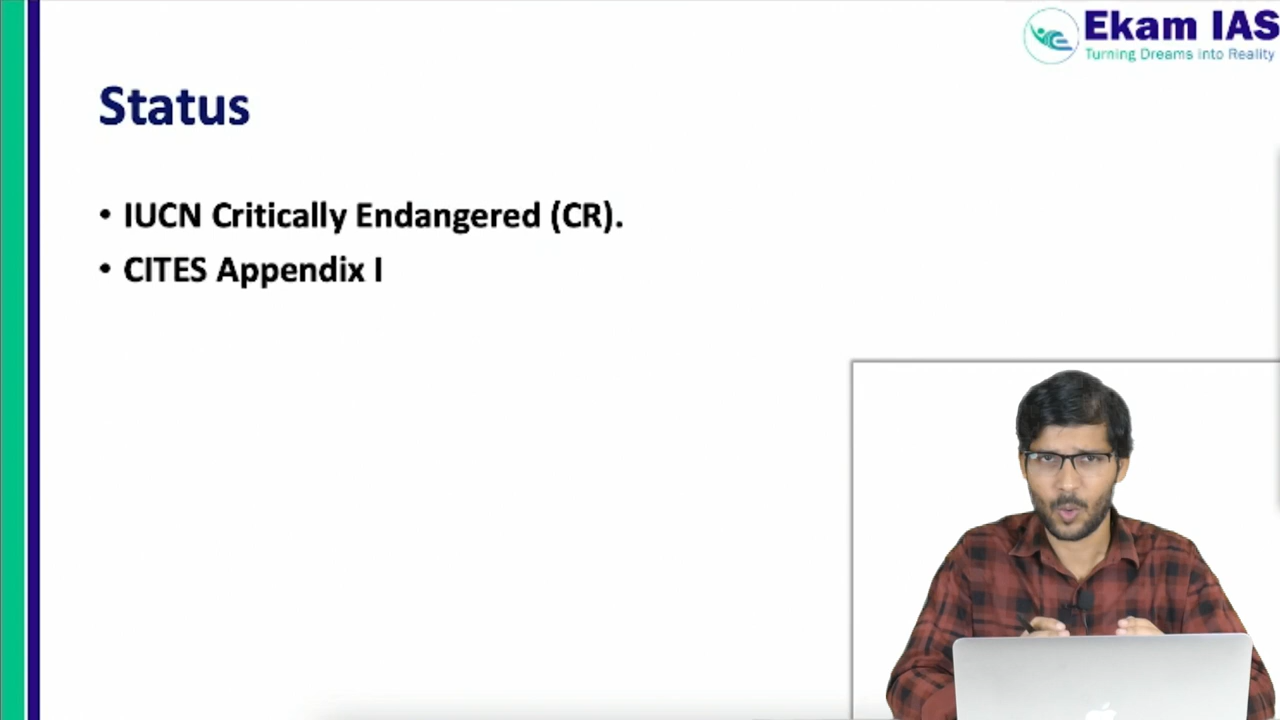 Ekam IAS
Turning Dreams into Reality
Status
• IUCN Critically Endangered (CR).
• CITES Appendix I